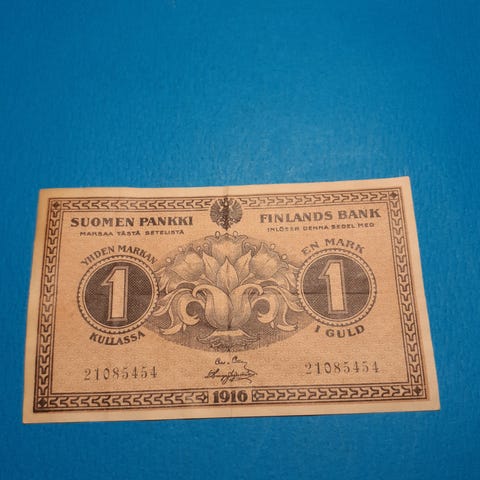 SUOMEN PANKKI
MAKSAA TÄSTÄ SETELISTÄ
FINLANDS BANK
INLÖSER DENNA SEDEL MED
YHDEN MARKAN
1
KULLASSA
EN MARK
1
I GULD
21085454
21085454
1916